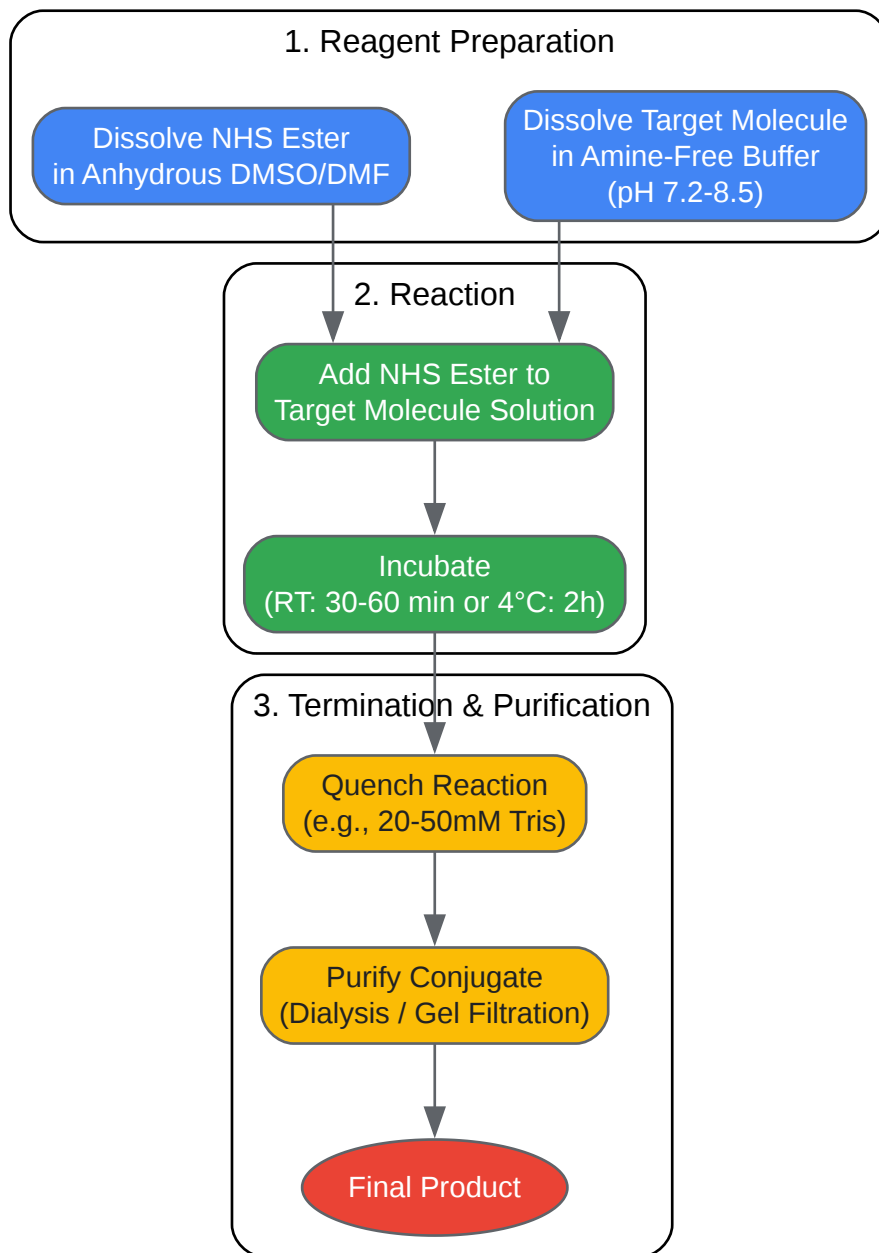 1. Reagent Preparation
Dissolve NHS Ester
in Anhydrous DMSO/DMF
Dissolve Target Molecule
in Amine-Free Buffer
(pH 7.2-8.5)
2. Reaction
Add NHS Ester to
Target Molecule Solution
Incubate
(RT: 30-60 min or 4°C: 2h)
3. Termination & Purification
Quench Reaction
(e.g., 20-50mM Tris)
Purify Conjugate
(Dialysis / Gel Filtration)
Final Product